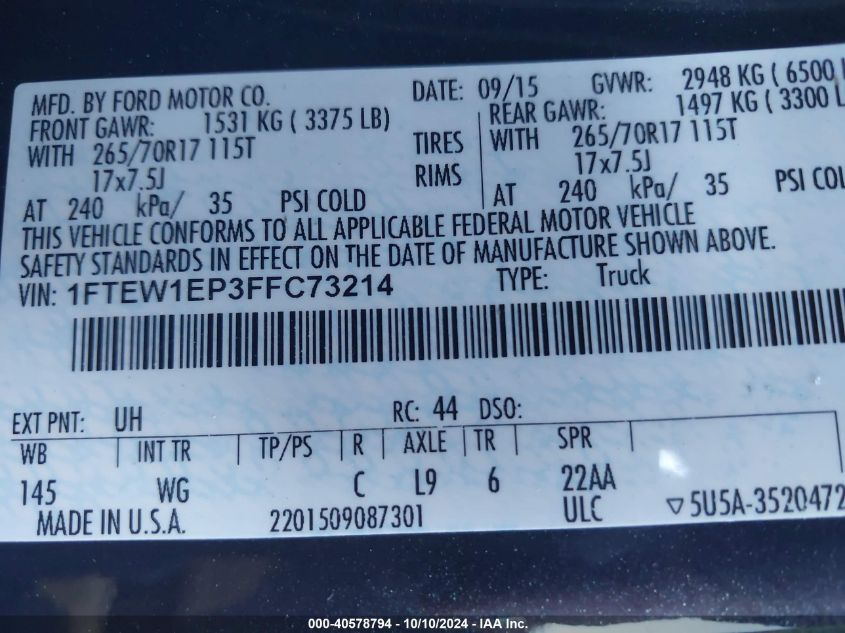 MFD. BY FORD MOTOR CO. DATE: 09/15 GVWR: 2948 KG ( 6500
FRONT GAWR: 1531 KG ( 3375 LB) REAR GAWR: 1497 KG ( 3300 L
WITH 265/70R17 115T TIRES WITH 265/70R17 115T
17x7.5J RIMS 17x7.5J
AT 240 kPa/ 35 PSI COLD AT 240 kPa/ 35 PSI COL
THIS VEHICLE CONFORMS TO ALL APPLICABLE FEDERAL MOTOR VEHICLE
SAFETY STANDARDS IN EFFECT ON THE DATE OF MANUFACTURE SHOWN ABOVE.
VIN: 1FTEW1EP3FFC73214 TYPE: Truck
EXT PNT: UH RC: 44 DSO:
WB INT TR TP/PS R AXLE TR SPR
145 WG C L9 6 22AA
MADE IN U.S.A. 2201509087301 ULC ▽5U5A-3520472
000-40578794 - 10/10/2024 - IAA Inc.